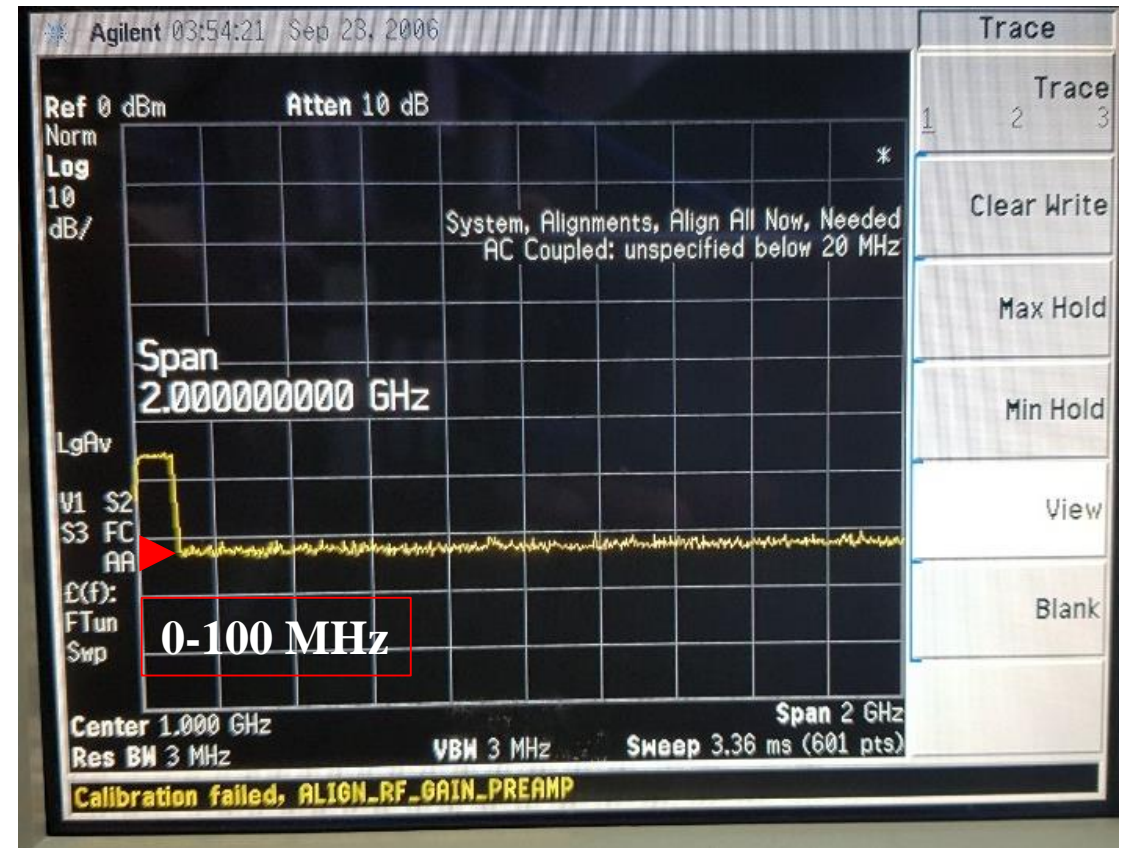 Agilent 03:54:21 Sep 28, 2006
Trace
Ref 0 dBm Atten 10 dB
Norm
Log
10
dB/
*
System, Alignments, Align All Now, Needed
AC Coupled: unspecified below 20 MHz
Span
2.000000000 GHz
LgAv
V1 S2
S3 FC
AA
£(f):
FTun
Swp
0-100 MHz
Center 1.000 GHz
Span 2 GHz
Res BW 3 MHz
VBW 3 MHz
Sweep 3.36 ms (601 pts)
Calibration failed, ALIGN_RF_GAIN_PREAMP
Trace
1 2 3
Clear Write
Max Hold
Min Hold
View
Blank